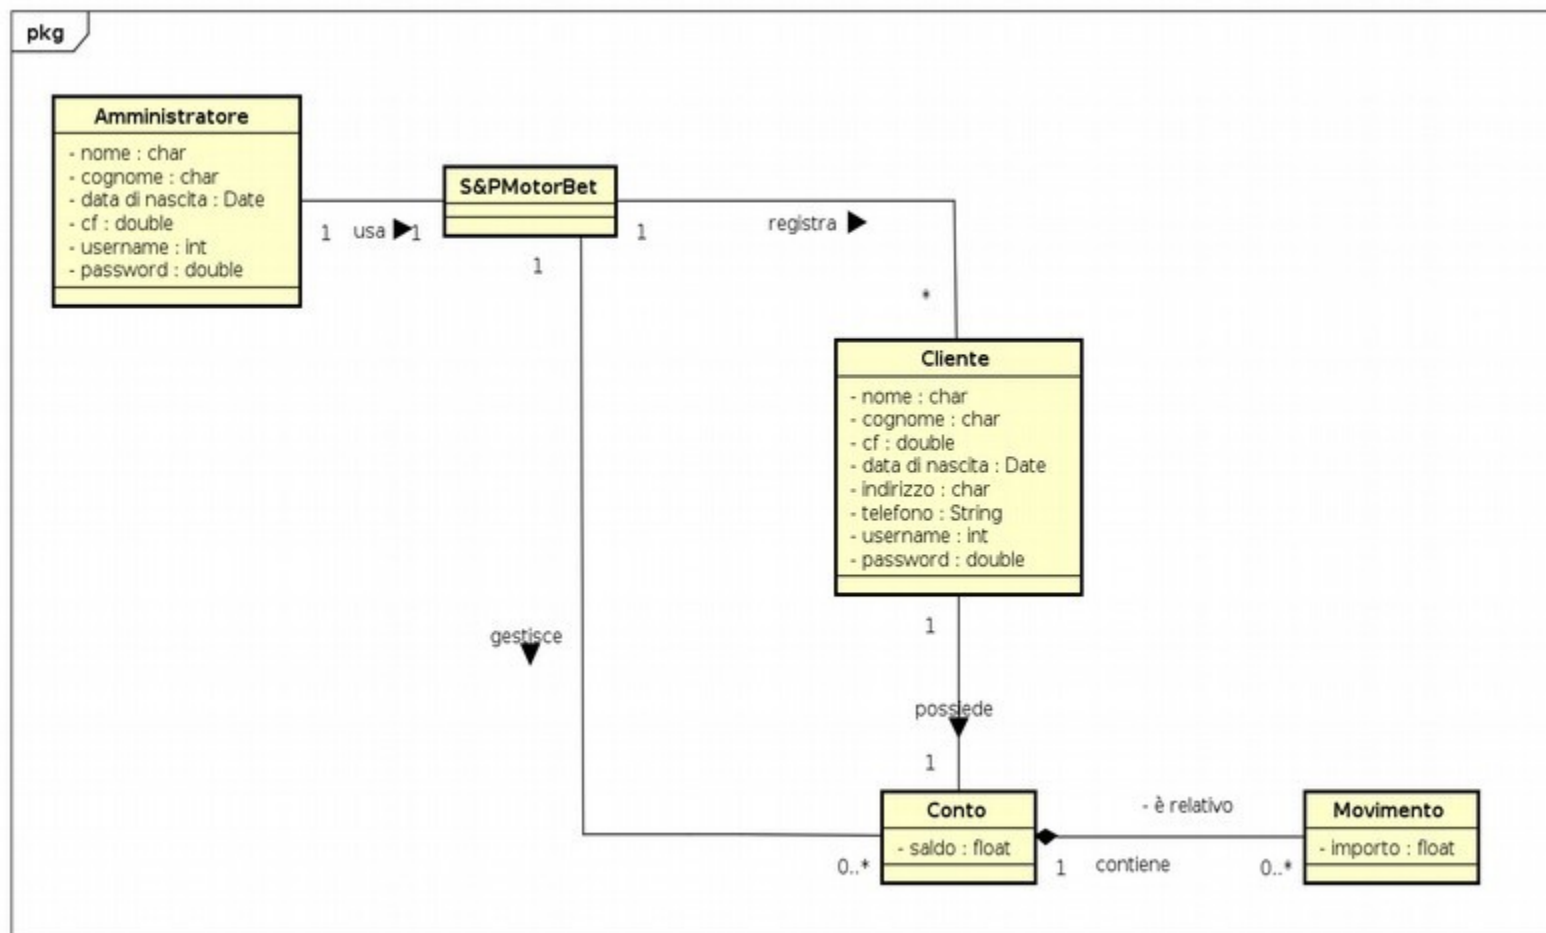 pkg
Amministratore
- nome : char
- cognome : char
- data di nascita : Date
- cf : double
- username : int
- password : double
1 usa 1
S&PMotorBet
1
1
registra
*
Cliente
- nome : char
- cognome : char
- cf : double
- data di nascita : Date
- indirizzo : char
- telefono : String
- username : int
- password : double
1
gestisce
possiede
1
Conto
- saldo : float
0..*
- è relativo
1 contiene 0..*
Movimento
- importo : float